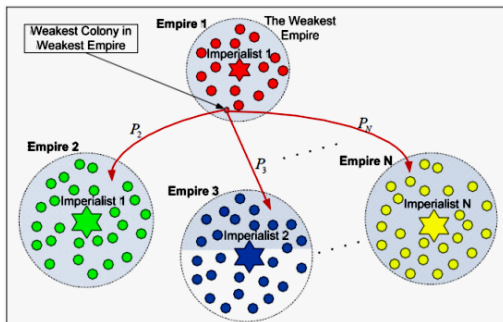 Empire 1
The Weakest
Empire
Weakest Colony in
Weakest Empire
Imperialist 1
P2
P3
PN
Empire 2
Imperialist 1
Empire 3
Imperialist 2
Empire N
Imperialist N